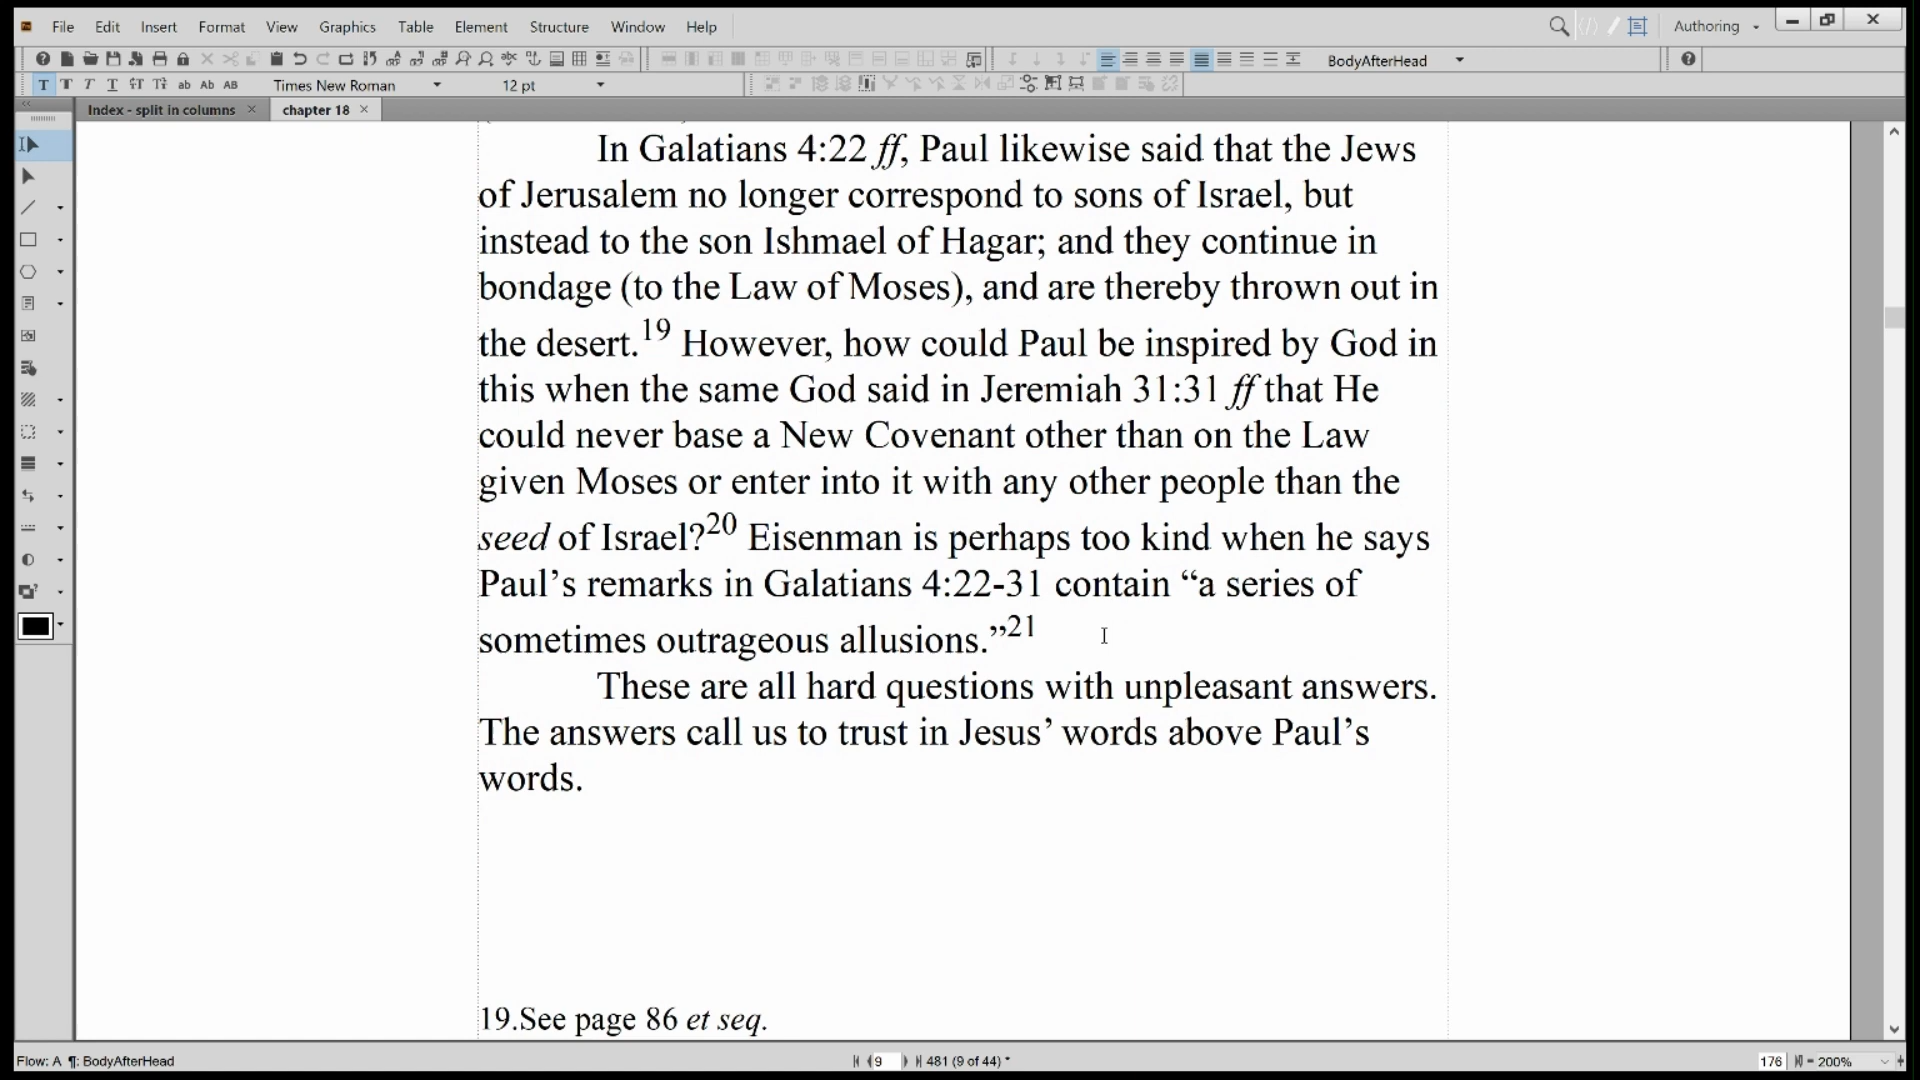 File Edit Insert Format View Graphics Table Element Structure Window Help Authoring
BodyAfterHead
Times New Roman 12 pt
Index - split in columns chapter 18
In Galatians 4:22 ff, Paul likewise said that the Jews
of Jerusalem no longer correspond to sons of Israel, but
instead to the son Ishmael of Hagar; and they continue in
bondage (to the Law of Moses), and are thereby thrown out in
the desert.19 However, how could Paul be inspired by God in
this when the same God said in Jeremiah 31:31 ff that He
could never base a New Covenant other than on the Law
given Moses or enter into it with any other people than the
seed of Israel?20 Eisenman is perhaps too kind when he says
Paul’s remarks in Galatians 4:22-31 contain “a series of
sometimes outrageous allusions.”21
These are all hard questions with unpleasant answers.
The answers call us to trust in Jesus’ words above Paul’s
words.
19.See page 86 et seq.
Flow: A ¶: BodyAfterHead 9 481 (9 of 44) * 176 = 200%